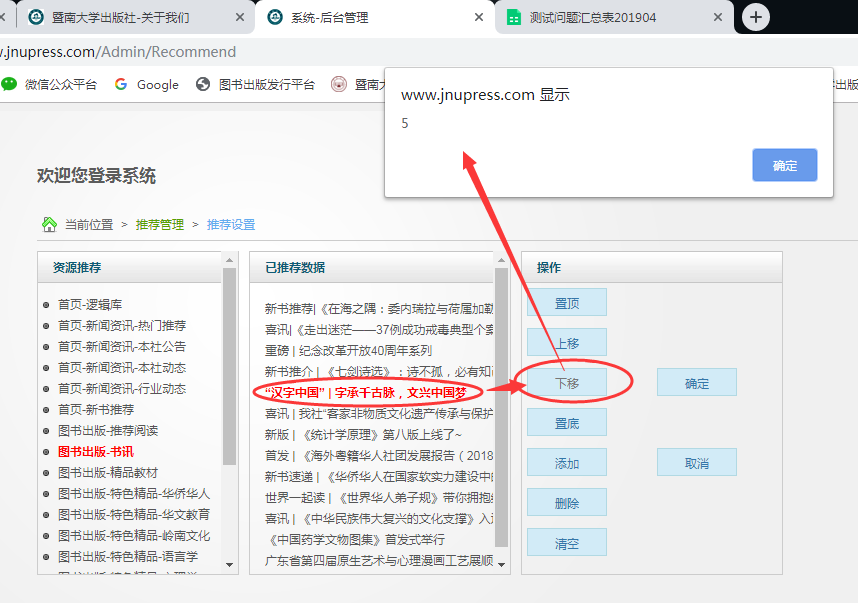 暨南大学出版社-关于我们
系统-后台管理
测试问题汇总表201904
.jnupress.com/Admin/Recommend
微信公众平台
Google
图书出版发行平台
暨南大
出版
www.jnupress.com 显示
5
确定
欢迎您登录系统
当前位置 > 推荐管理 > 推荐设置
资源推荐
首页-逻辑库
首页-新闻资讯-热门推荐
首页-新闻资讯-本社公告
首页-新闻资讯-本社动态
首页-新闻资讯-行业动态
首页-新书推荐
图书出版-推荐阅读
图书出版-书讯
图书出版-精品教材
图书出版-特色精品-华侨华人
图书出版-特色精品-华文教育
图书出版-特色精品-岭南文化
图书出版-特色精品-语言学
已推荐数据
新书推荐|《在海之隅：委内瑞拉与荷属加勒
喜讯|《走出迷茫——37例成功戒毒典型个案
重磅 | 纪念改革开放40周年系列
新书推介 | 《七剑诗选》：诗不孤，必有知
“汉字中国” | 字承千古脉，文兴中国梦
喜讯 | 我社“客家非物质文化遗产传承与保护
新版 | 《统计学原理》第八版上线了~
首发 | 《海外粤籍华人社团发展报告（2018
新书速递 | 《华侨华人在国家软实力建设中
世界一起读 | 《世界华人弟子规》带你拥抱
喜讯 | 《中华民族伟大复兴的文化支撑》入
《中国药学文物图集》首发式举行
广东省第四届原生艺术与心理漫画工艺展顺
操作
置顶
上移
下移
确定
置底
添加
取消
删除
清空